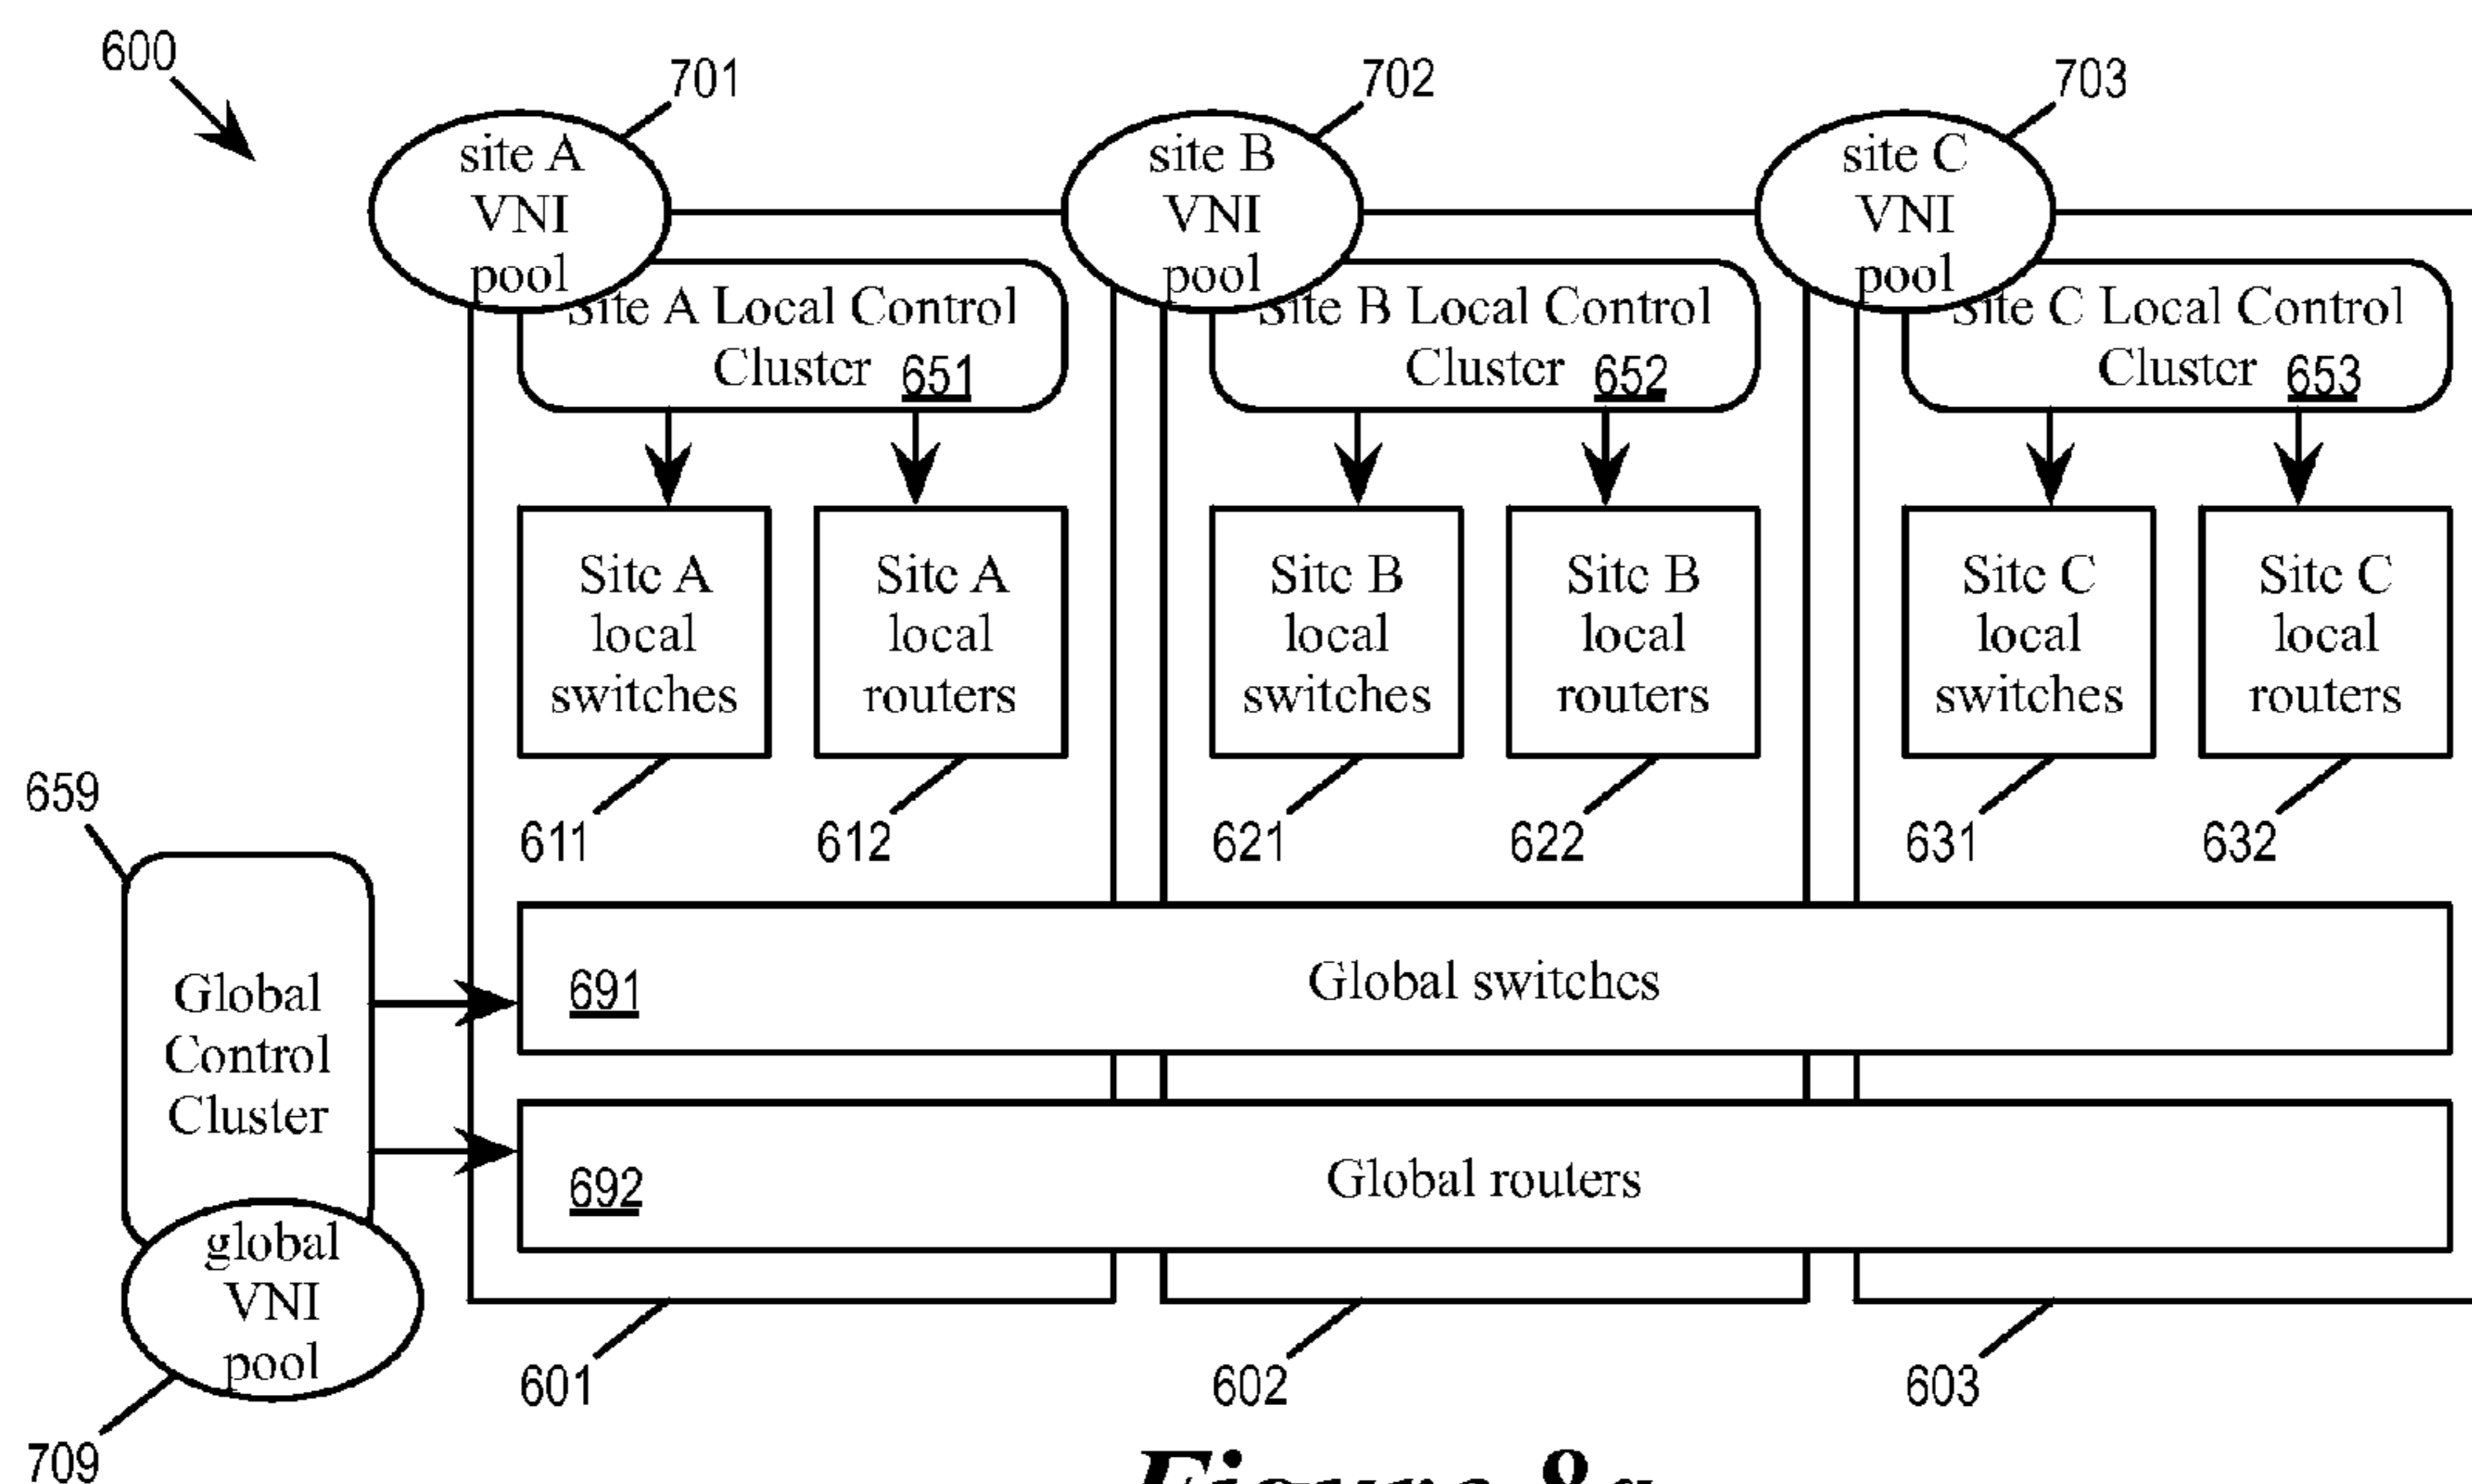 600
701
702
703
site A
VNI
pool
site B
VNI
pool
site C
VNI
pool
Site A Local Control
Cluster 651
Site B Local Control
Cluster 652
Site C Local Control
Cluster 653
Site A
local
switches
Site A
local
routers
Site B
local
switches
Site B
local
routers
Site C
local
switches
Site C
local
routers
611
612
621
622
631
632
659
Global
Control
Cluster
691 Global switches
692 Global routers
global
VNI
pool
709
601
602
603
Figure 8a